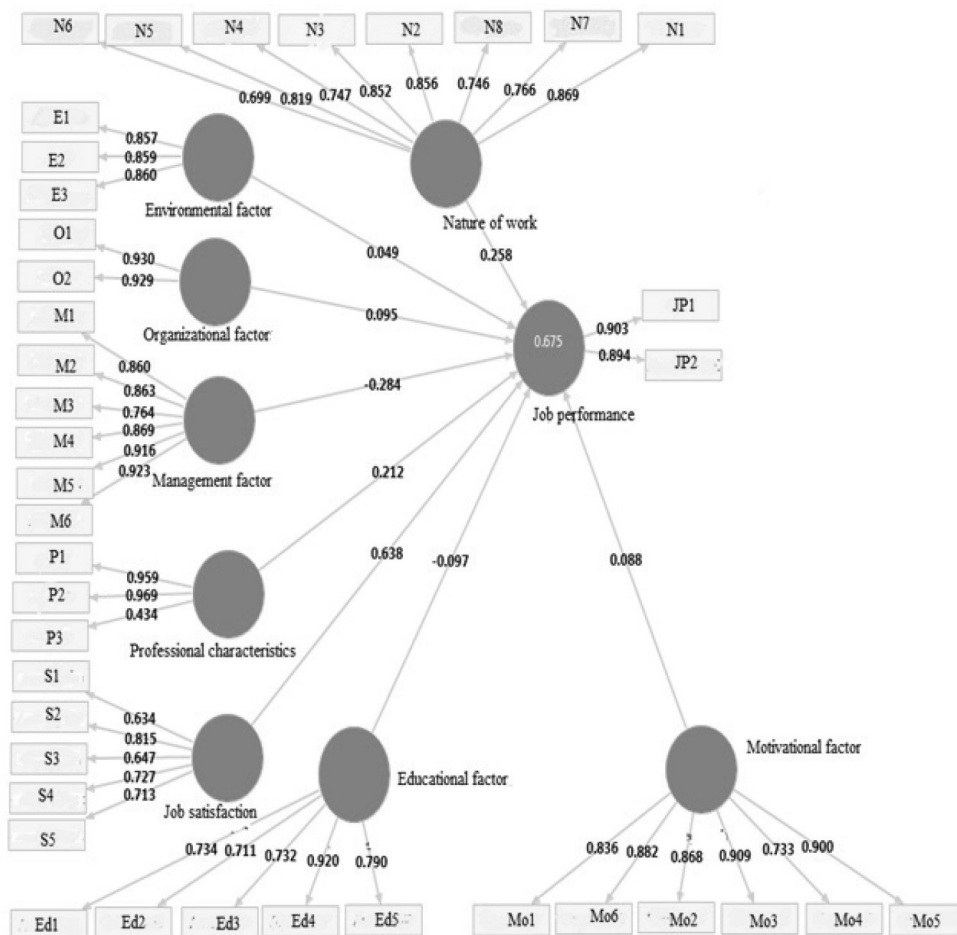 N6 N5 N4 N3 N2 N8 N7 N1
0.699 0.819 0.747 0.852 0.856 0.746 0.766 0.869
Nature of work
E1
E2
E3
0.857
0.859
0.860
Environmental factor
O1
O2
0.930
0.929
Organizational factor
M1
M2
M3
M4
M5
M6
0.860
0.863
0.764
0.869
0.916
0.923
Management factor
P1
P2
P3
0.959
0.969
0.434
Professional characteristics
S1
S2
S3
S4
S5
0.634
0.815
0.647
0.727
0.713
Job satisfaction
0.049
0.258
0.095
-0.284
0.212
0.638
-0.097
0.088
0.675
Job performance
0.903
0.894
JP1
JP2
Educational factor
0.734 0.711 0.732 0.920 0.790
Ed1 Ed2 Ed3 Ed4 Ed5
Motivational factor
0.836 0.882 0.868 0.909 0.733 0.900
Mo1 Mo6 Mo2 Mo3 Mo4 Mo5